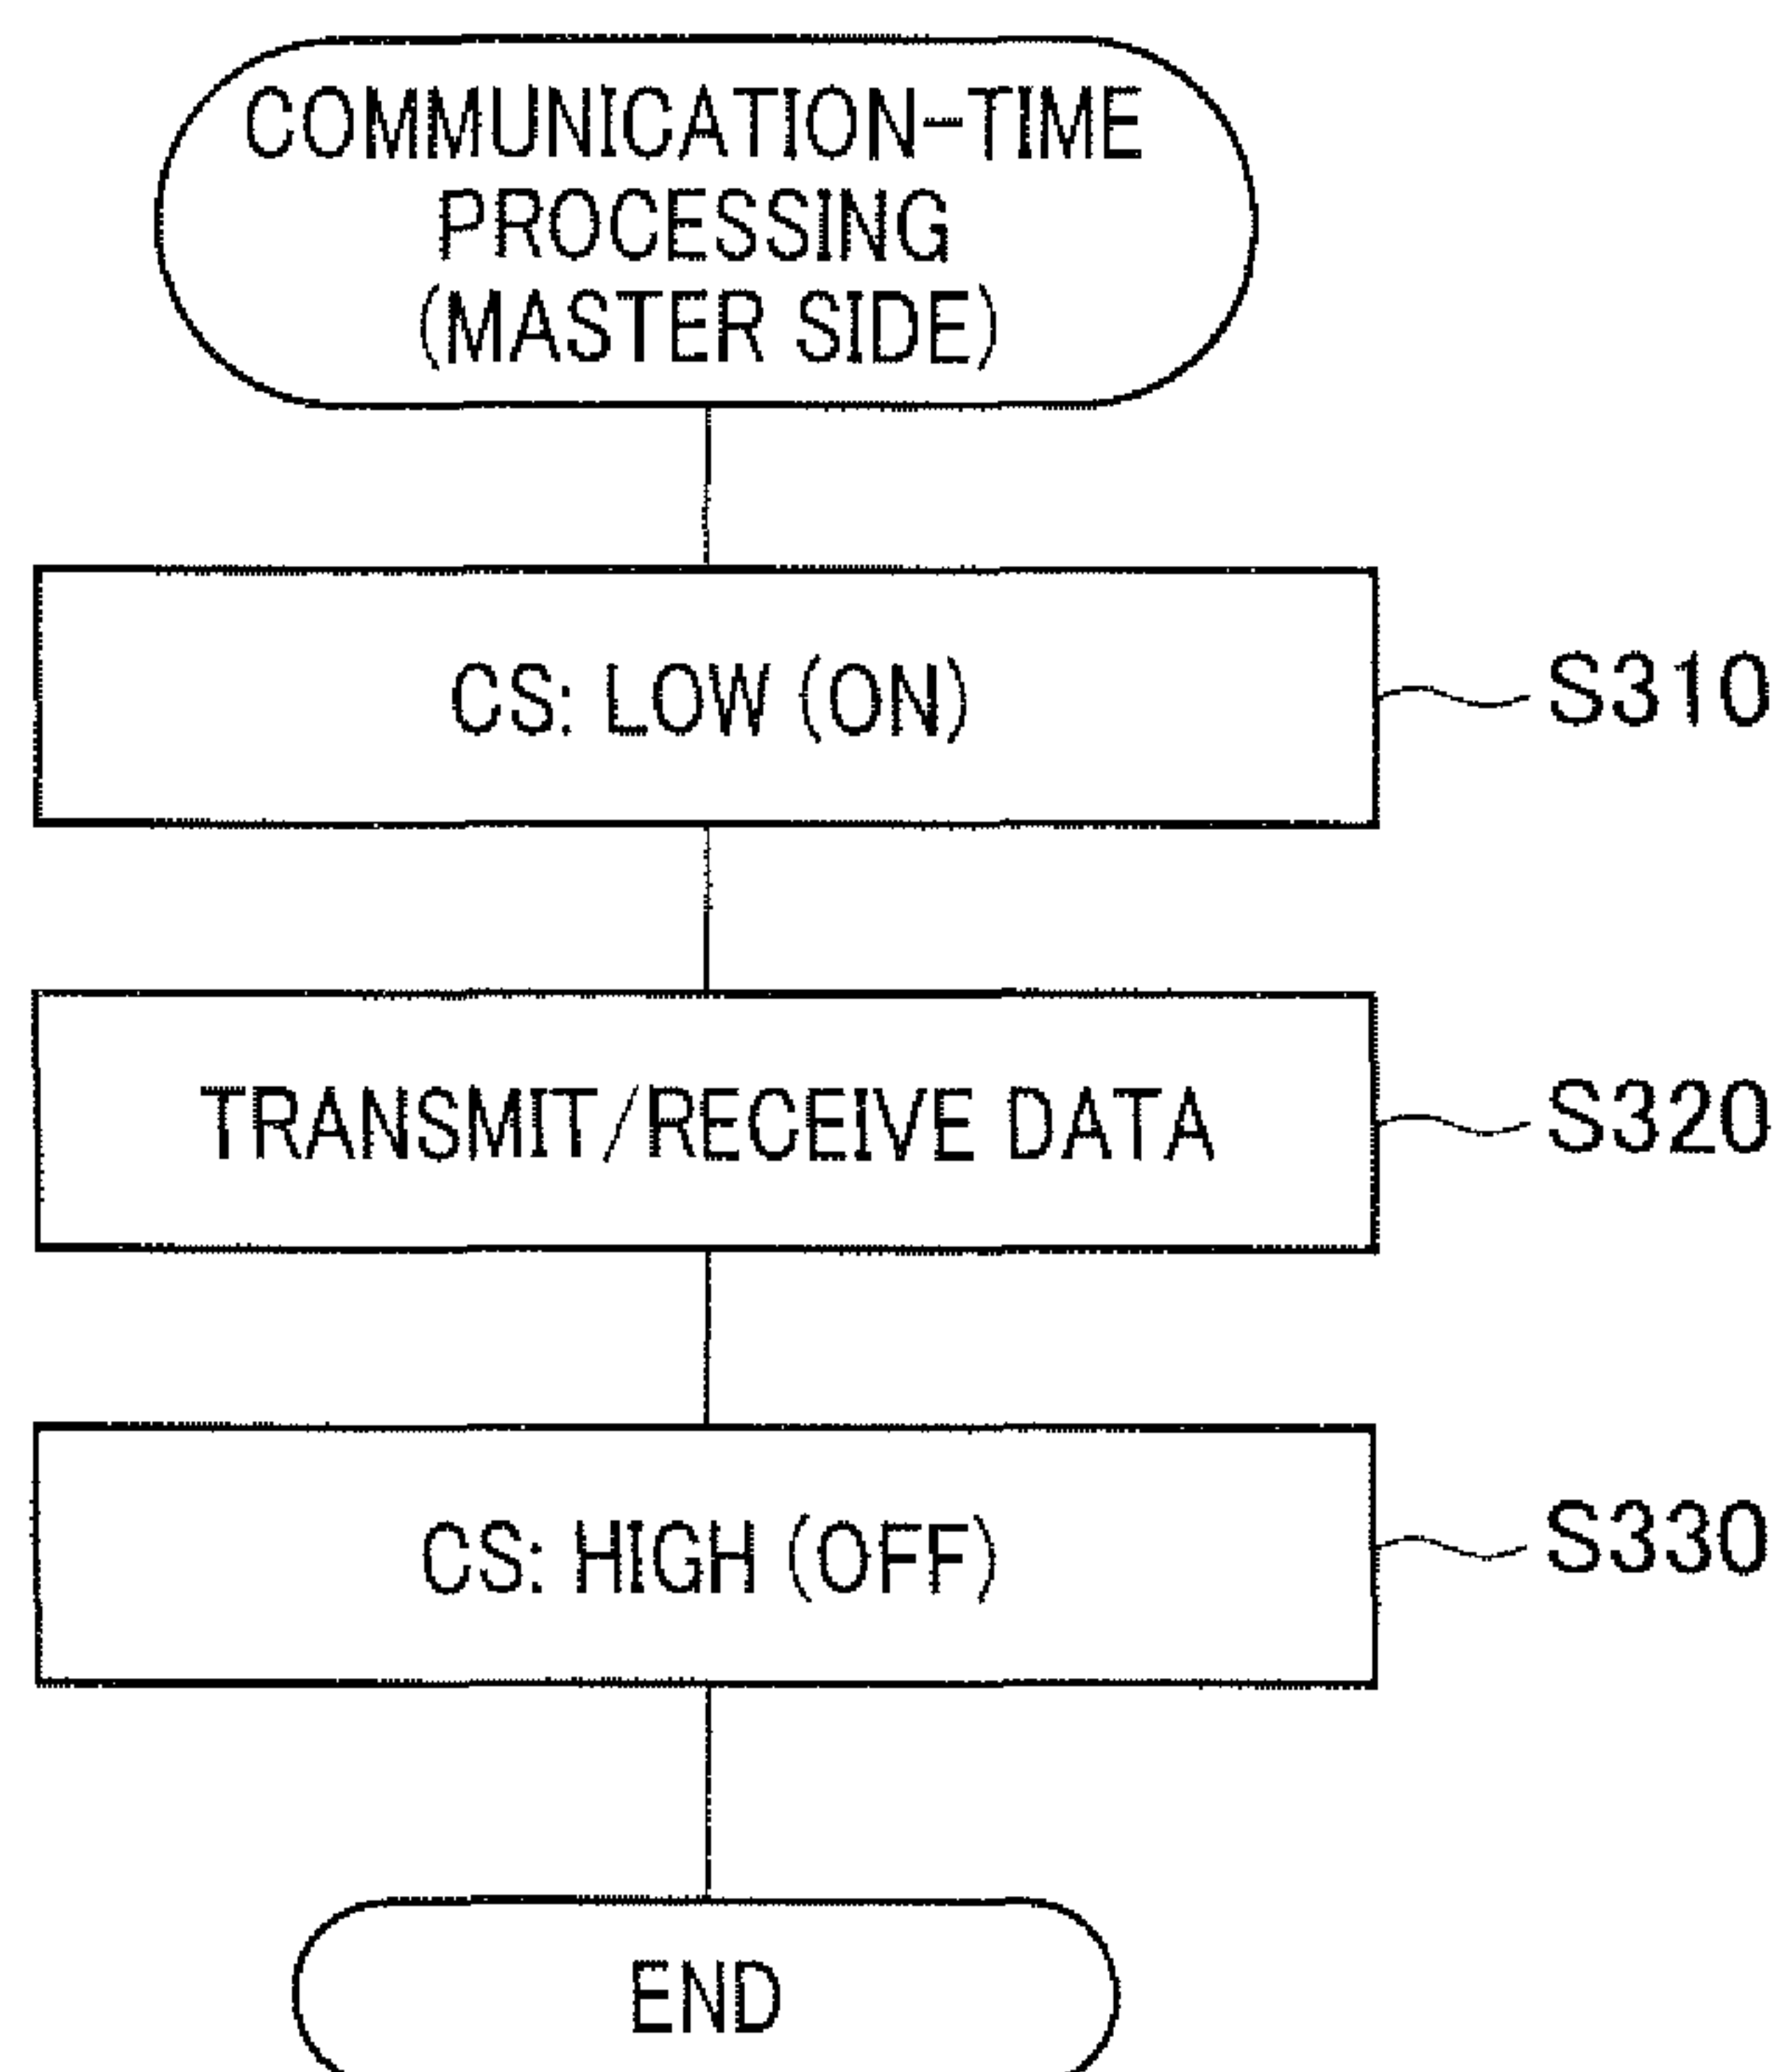 COMMUNICATION-TIME
PROCESSING
(MASTER SIDE)
CS: LOW (ON)
S310
TRANSMIT/RECEIVE DATA
S320
CS: HIGH (OFF)
S330
END